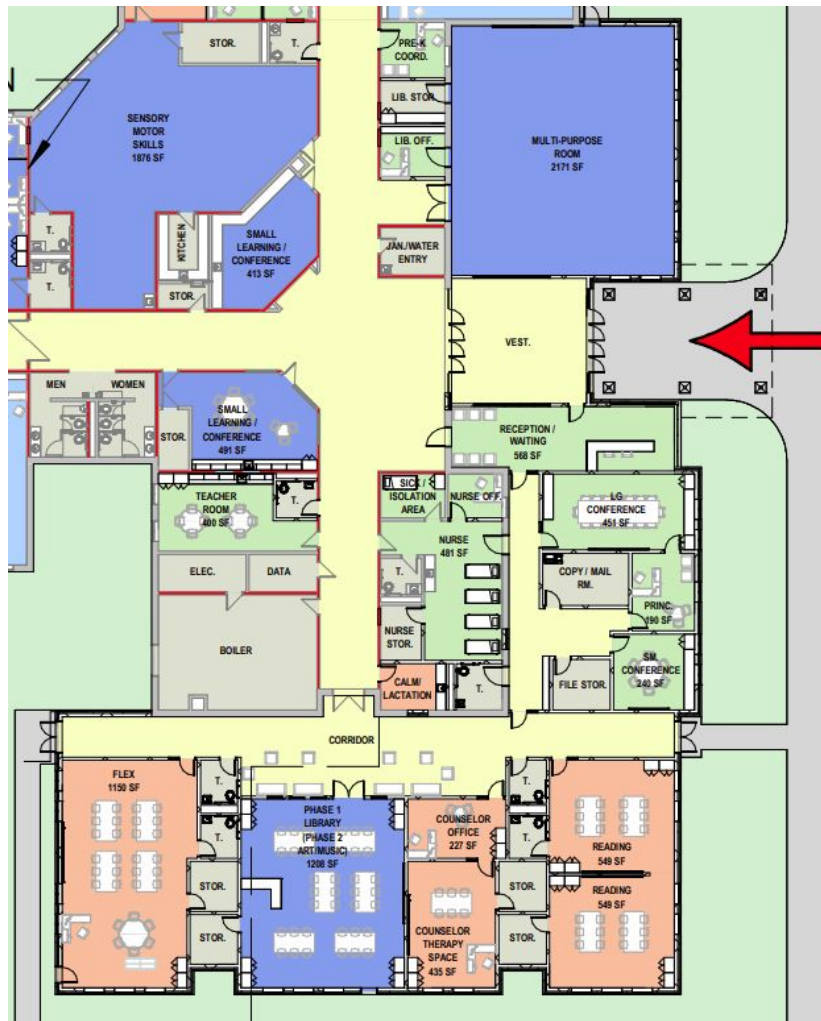 STOR.
T.
PRE-K
COORD.
LIB. STOR.
LIB. OFF.
SENSORY
MOTOR
SKILLS
1876 SF
MULTI-PURPOSE
ROOM
2171 SF
N
T.
T.
KITCHEN
STOR.
SMALL
LEARNING /
CONFERENCE
413 SF
JAN./WATER
ENTRY
VEST.
MEN
WOMEN
STOR.
SMALL
LEARNING /
CONFERENCE
491 SF
RECEPTION /
WAITING
568 SF
TEACHER
ROOM
400 SF
T.
SICK /
ISOLATION
AREA
NURSE OFF.
LG
CONFERENCE
451 SF
NURSE
481 SF
ELEC.
DATA
T.
COPY / MAIL
RM.
PRINC.
190 SF
NURSE
STOR.
BOILER
SM
CONFERENCE
240 SF
CALM/
LACTATION
T.
FILE STOR.
CORRIDOR
FLEX
1150 SF
T.
T.
STOR.
STOR.
PHASE 1
LIBRARY
(PHASE 2
ART/MUSIC)
1208 SF
COUNSELOR
OFFICE
227 SF
COUNSELOR
THERAPY
SPACE
435 SF
T.
T.
STOR.
STOR.
READING
549 SF
READING
549 SF